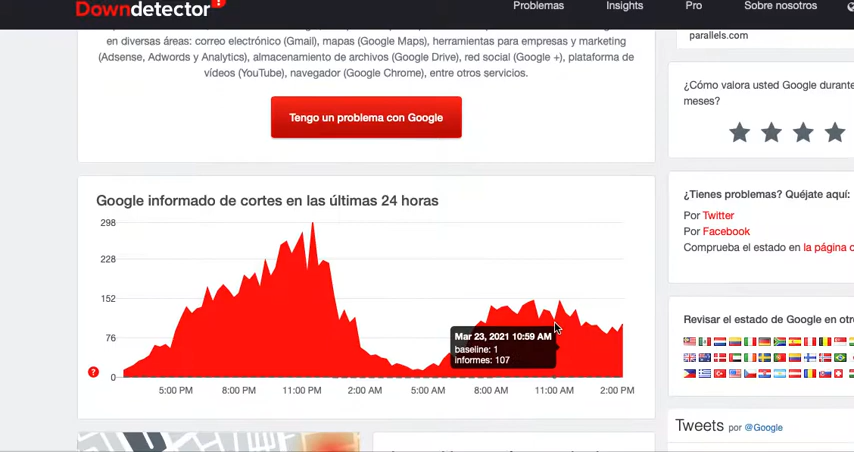 Downdetector
Problemas
Insights
Pro
Sobre nosotros
en diversas áreas: correo electrónico (Gmail), mapas (Google Maps), herramientas para empresas y marketing
(Adsense, Adwords y Analytics), almacenamiento de archivos (Google Drive), red social (Google +), plataforma de
vídeos (YouTube), navegador (Google Chrome), entre otros servicios.
Tengo un problema con Google
Google informado de cortes en las últimas 24 horas
298
228
152
76
0
?
5:00 PM
8:00 PM
11:00 PM
2:00 AM
5:00 AM
8:00 AM
11:00 AM
2:00 PM
Mar 23, 2021 10:59 AM
baseline: 1
informes: 107
parallels.com
¿Cómo valora usted Google durante
meses?
¿Tienes problemas? Quéjate aquí:
Por Twitter
Por Facebook
Comprueba el estado en la página
Revisar el estado de Google en
Tweets por @Google